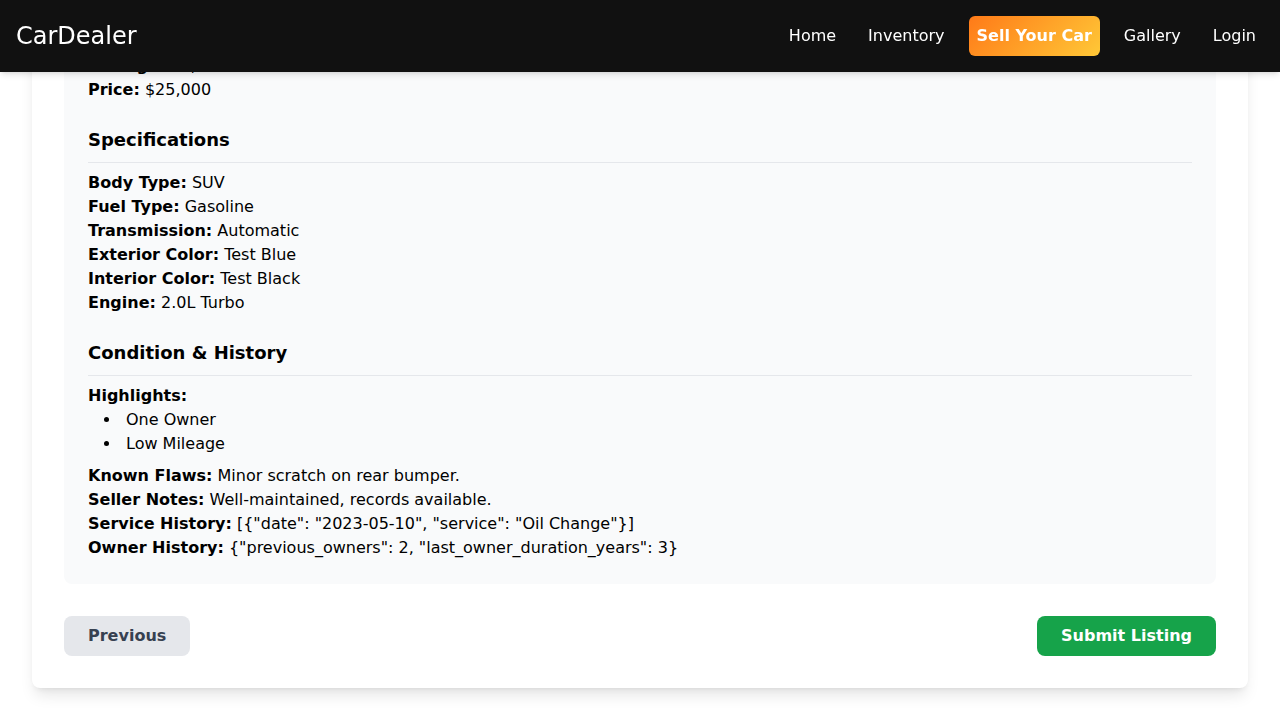 CarDealer
Home
Inventory
Sell Your Car
Gallery
Login
Price: $25,000
Specifications
Body Type: SUV
Fuel Type: Gasoline
Transmission: Automatic
Exterior Color: Test Blue
Interior Color: Test Black
Engine: 2.0L Turbo
Condition & History
Highlights:
• One Owner
• Low Mileage
Known Flaws: Minor scratch on rear bumper.
Seller Notes: Well-maintained, records available.
Service History: [{"date": "2023-05-10", "service": "Oil Change"}]
Owner History: {"previous_owners": 2, "last_owner_duration_years": 3}
Previous
Submit Listing